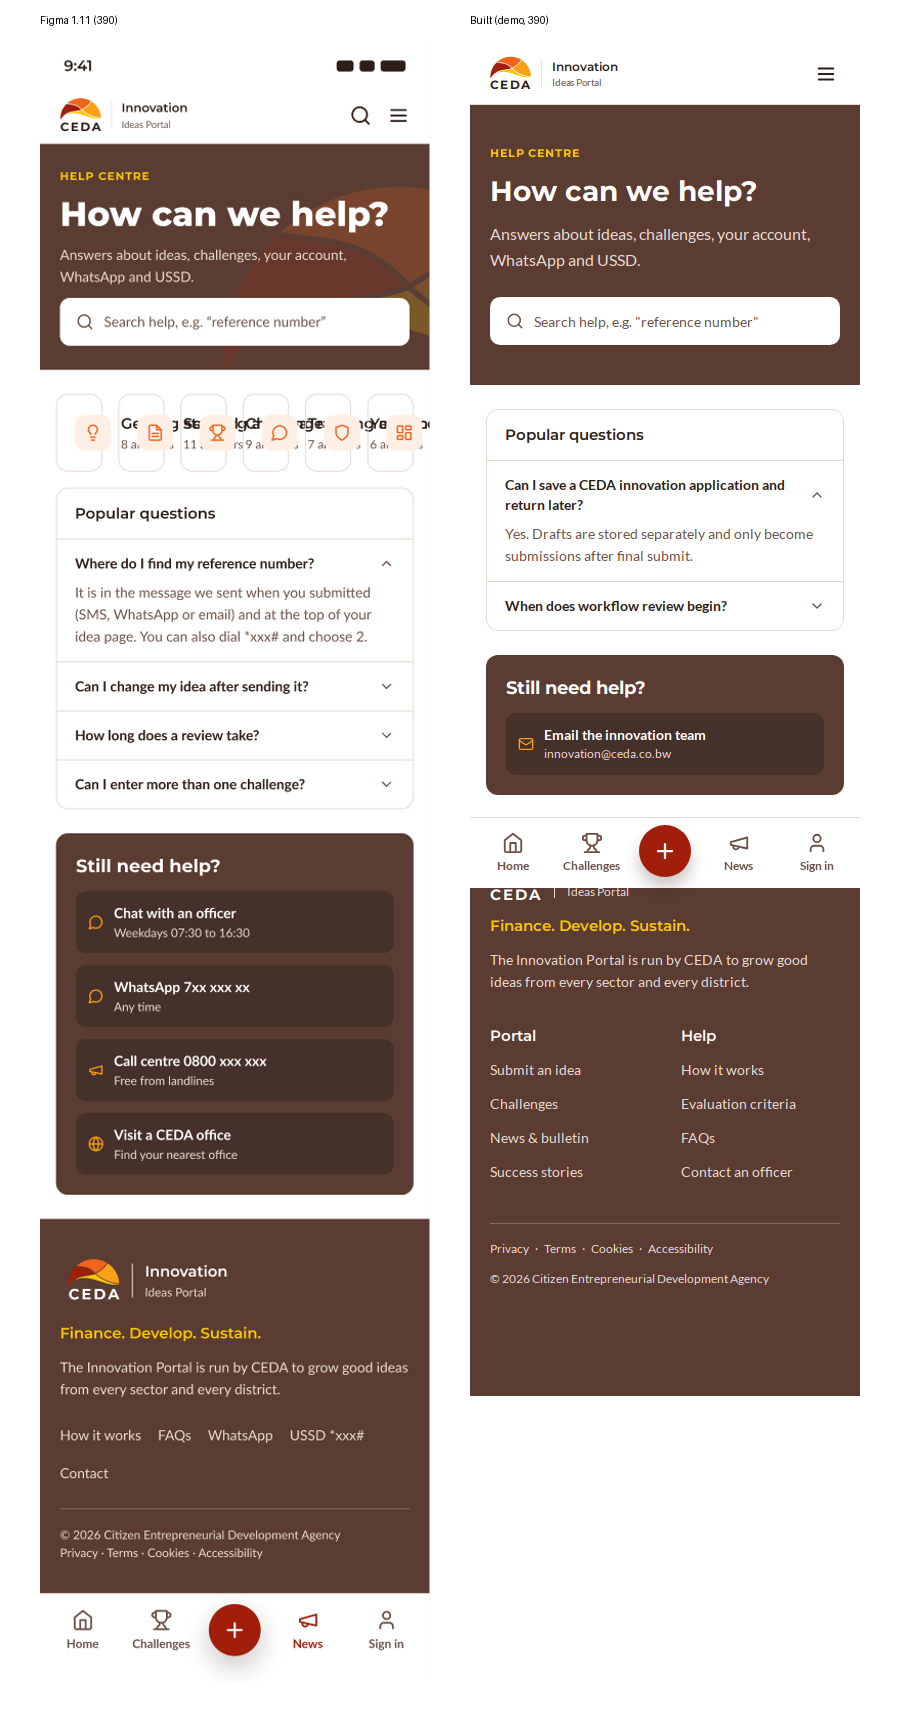 Figma 1.11 (390)
9:41
CEDA
Innovation
Ideas Portal
HELP CENTRE
How can we help?
Answers about ideas, challenges, your account,
WhatsApp and USSD.
Search help, e.g. “reference number”
8 a
11
9
7 a
6 a
Popular questions
Where do I find my reference number?
It is in the message we sent when you submitted
(SMS, WhatsApp or email) and at the top of your
idea page. You can also dial *xxx# and choose 2.
Can I change my idea after sending it?
How long does a review take?
Can I enter more than one challenge?
Still need help?
Chat with an officer
Weekdays 07:30 to 16:30
WhatsApp 7xx xxx xx
Any time
Call centre 0800 xxx xxx
Free from landlines
Visit a CEDA office
Find your nearest office
CEDA
Innovation
Ideas Portal
Finance. Develop. Sustain.
The Innovation Portal is run by CEDA to grow good ideas
from every sector and every district.
How it works FAQs WhatsApp USSD *xxx#
Contact
© 2026 Citizen Entrepreneurial Development Agency
Privacy · Terms · Cookies · Accessibility
Home Challenges News Sign in
Built (demo, 390)
CEDA
Innovation
Ideas Portal
HELP CENTRE
How can we help?
Answers about ideas, challenges, your account,
WhatsApp and USSD.
Search help, e.g. "reference number"
Popular questions
Can I save a CEDA innovation application and
return later?
Yes. Drafts are stored separately and only become
submissions after final submit.
When does workflow review begin?
Still need help?
Email the innovation team
innovation@ceda.co.bw
Home Challenges News Sign in
CEDA
Ideas Portal
Finance. Develop. Sustain.
The Innovation Portal is run by CEDA to grow good
ideas from every sector and every district.
Portal Help
Submit an idea How it works
Challenges Evaluation criteria
News & bulletin FAQs
Success stories Contact an officer
Privacy · Terms · Cookies · Accessibility
© 2026 Citizen Entrepreneurial Development Agency